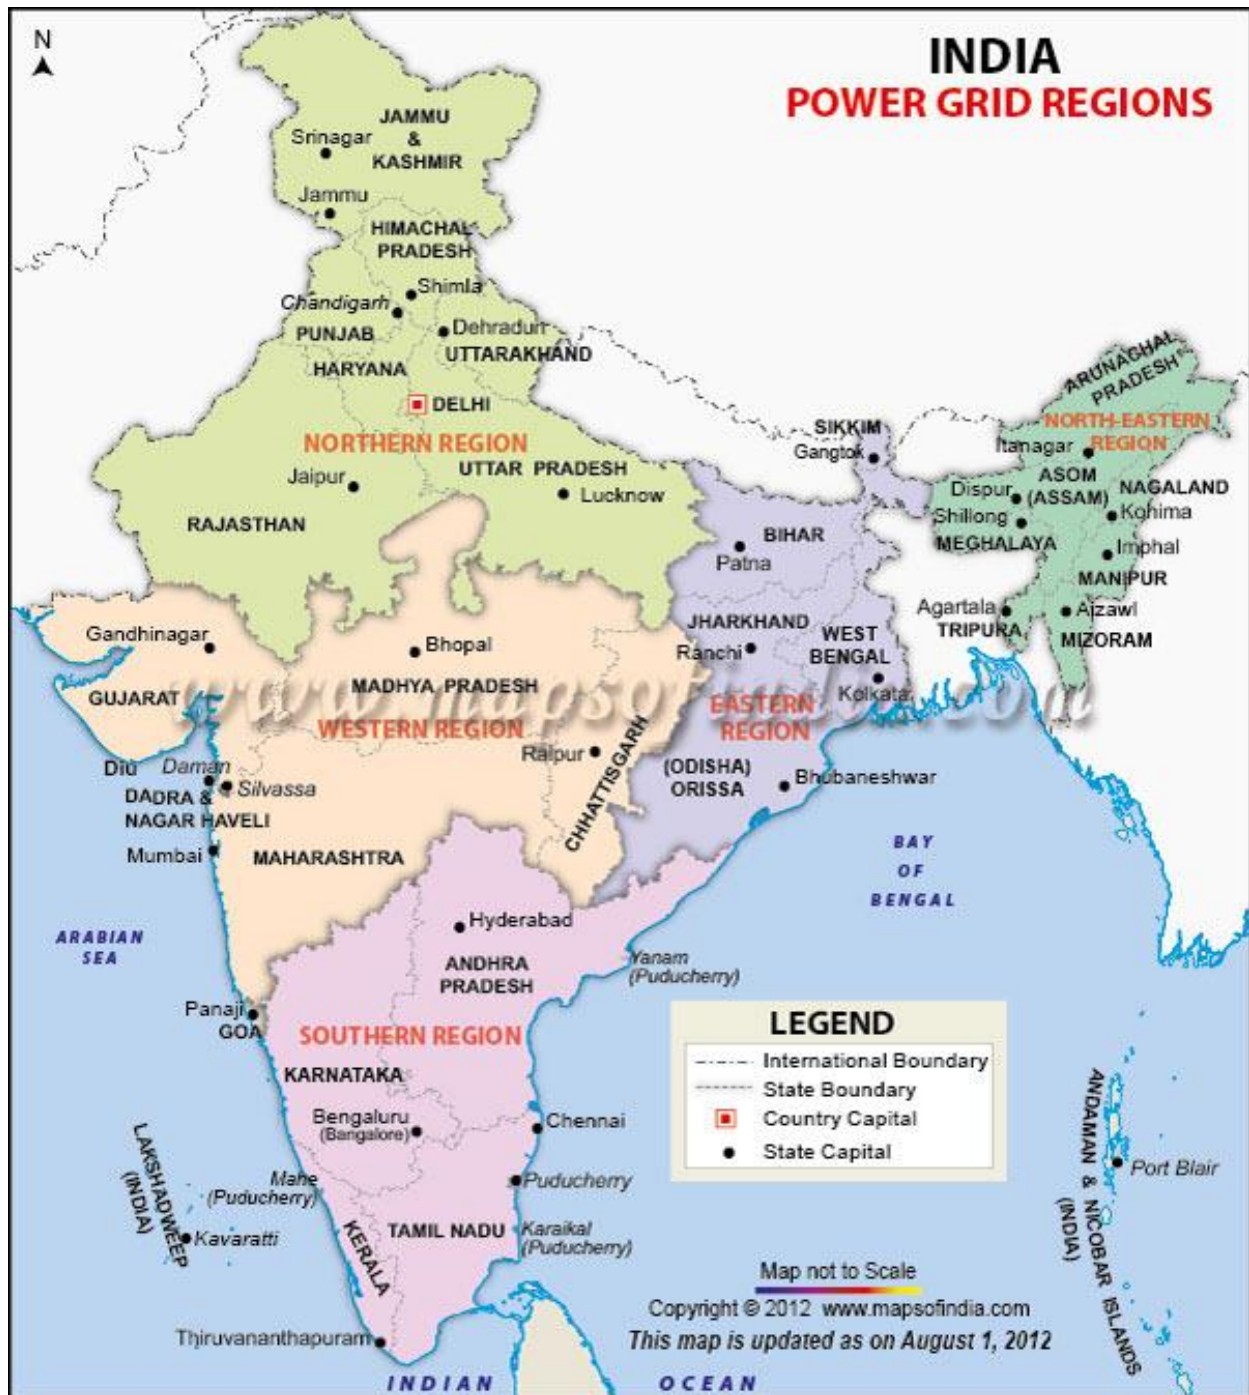 N
INDIA
POWER GRID REGIONS
JAMMU
&
KASHMIR
Srinagar
Jammu
HIMACHAL
PRADESH
Shimla
Chandigarh
PUNJAB
Dehradun
UTTARAKHAND
HARYANA
DELHI
NORTHERN REGION
UTTAR PRADESH
Jaipur
Lucknow
RAJASTHAN
ARUNACHAL
PRADESH
NORTH-EASTERN
REGION
SIKKIM
Gangtok
Itanagar
ASOM
(ASSAM)
Dispur
NAGALAND
Shillong
Kohima
MEGHALAYA
Imphal
MANIPUR
Agartala
TRIPURA
Aizawl
MIZORAM
BIHAR
Patna
JHARKHAND
Ranchi
WEST
BENGAL
Kolkata
EASTERN
REGION
(ODISHA)
ORISSA
Bhubaneshwar
Gandhinagar
Bhopal
GUJARAT
MADHYA PRADESH
www.mapsofindia.com
WESTERN REGION
Raipur
CHHATTISGARH
Diu
Daman
Silvassa
DADRA &
NAGAR HAVELI
Mumbai
MAHARASHTRA
BAY
OF
BENGAL
ARABIAN
SEA
Hyderabad
ANDHRA
PRADESH
Yanam
(Puducherry)
Panaji
GOA
SOUTHERN REGION
KARNATAKA
Bengaluru
(Bangalore)
Chennai
Mahe
(Puducherry)
Puducherry
LAKSHADWEEP
(INDIA)
Kavaratti
KERALA
TAMIL NADU
Karaikal
(Puducherry)
Thiruvananthapuram
LEGEND
International Boundary
State Boundary
Country Capital
State Capital
ANDAMAN & NICOBAR ISLANDS
(INDIA)
Port Blair
Map not to Scale
Copyright © 2012 www.mapsofindia.com
This map is updated as on August 1, 2012
INDIAN OCEAN